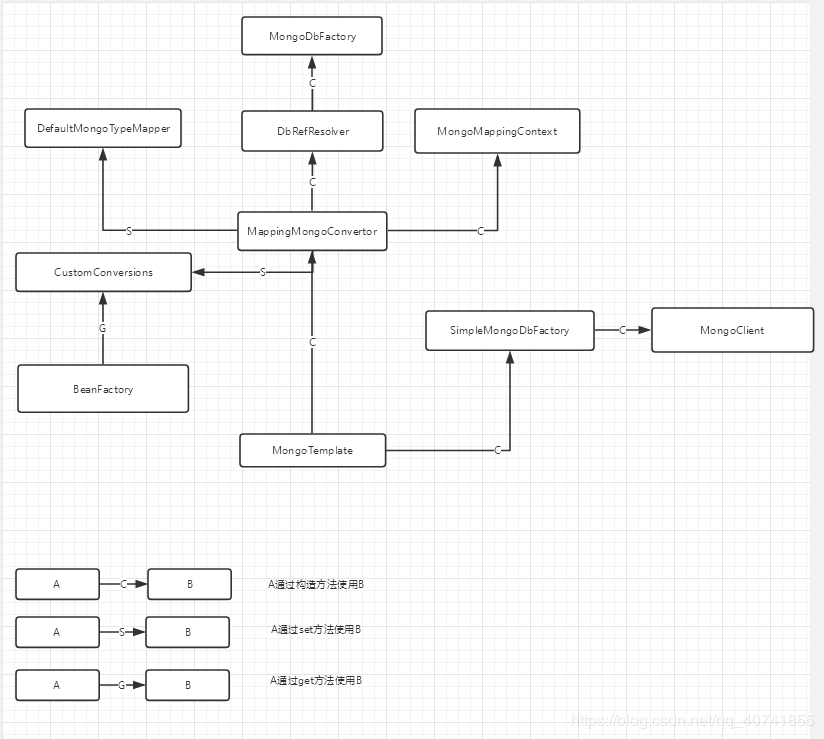 MongoDbFactory
C
DefaultMongoTypeMapper
DbRefResolver
MongoMappingContext
C
S
MappingMongoConvertor
C
CustomConversions
S
G
C
SimpleMongoDbFactory
C
MongoClient
BeanFactory
MongoTemplate
C
A
C
B
A通过构造方法使用B
A
S
B
A通过set方法使用B
A
G
B
A通过get方法使用B
https://blog.csdn.net/qq_40741855